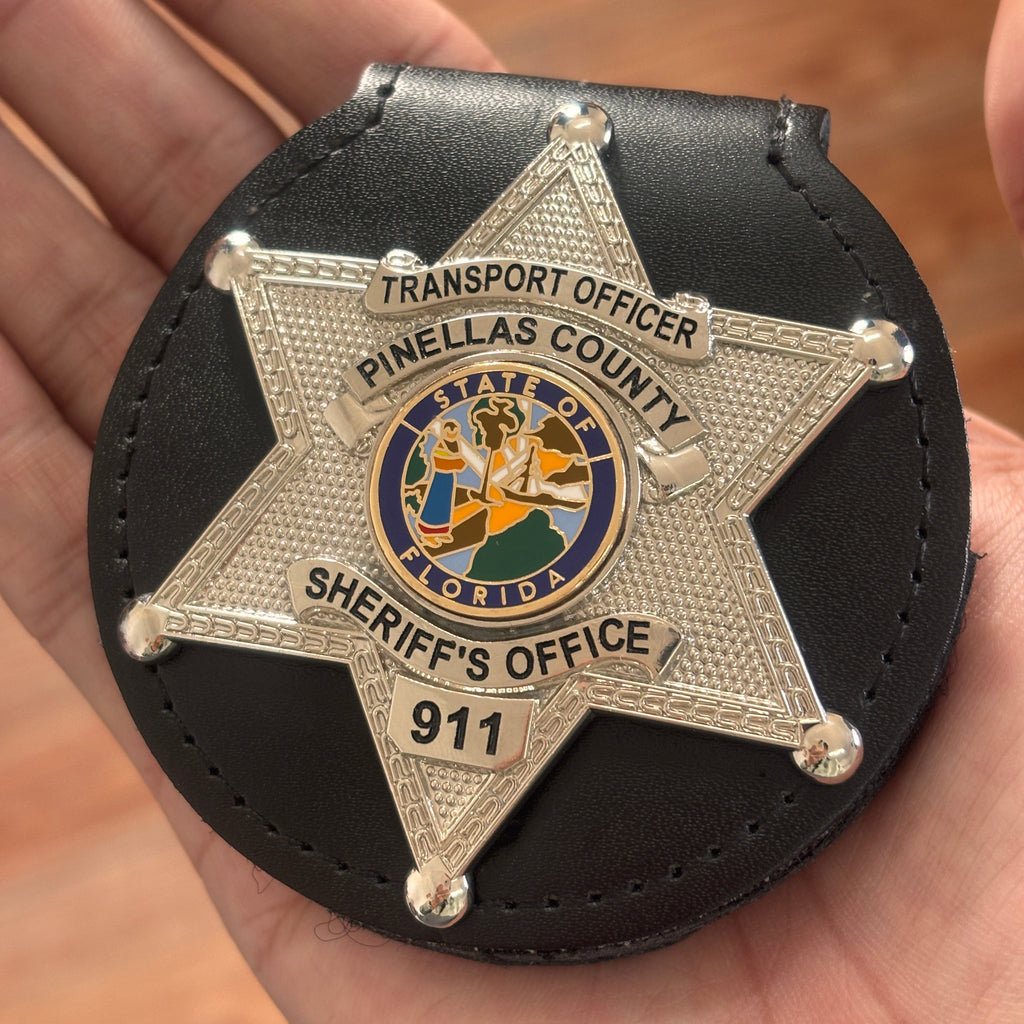 TRANSPORT OFFICER
PINELLAS COUNTY
STATE OF
FLORIDA
SHERIFF'S OFFICE
911